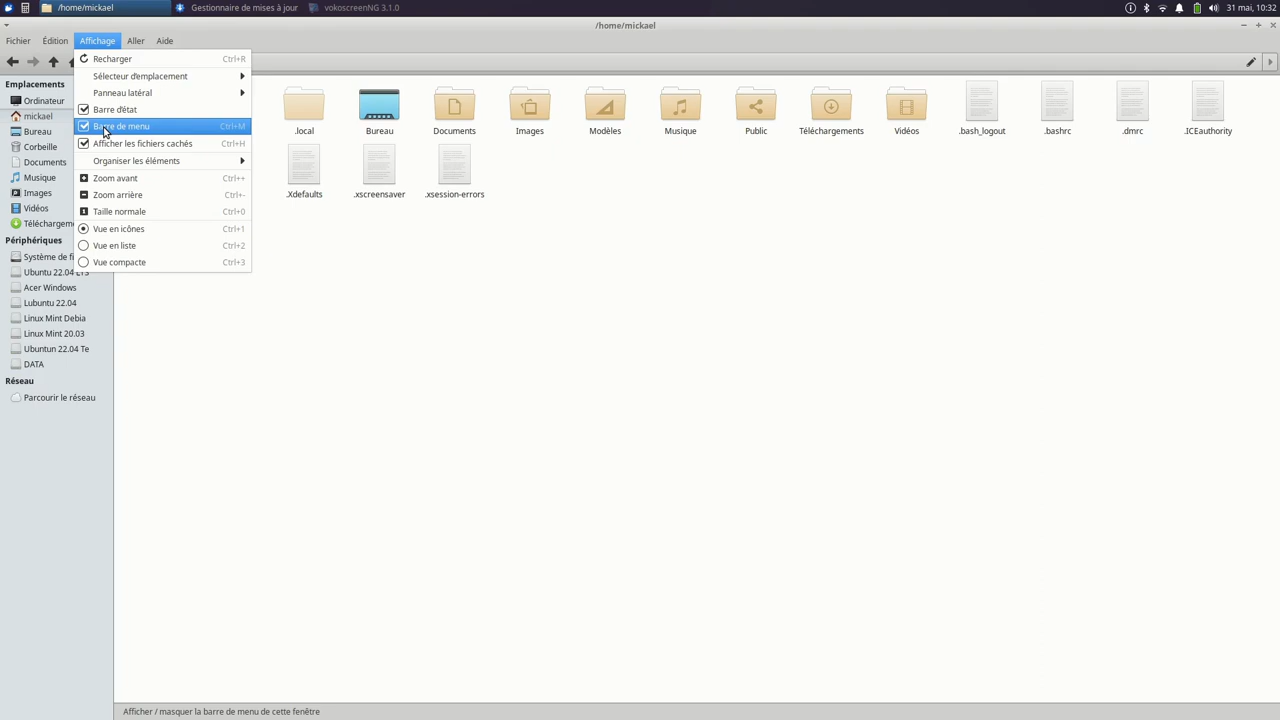 /home/mickael
Gestionnaire de mises à jour
vokoscreenNG 3.1.0
31 mai, 10:32
/home/mickael
Fichier
Édition
Affichage
Aller
Aide
Recharger Ctrl+R
Sélecteur d'emplacement
Panneau latéral
Barre d'état
Barre de menu Ctrl+M
Afficher les fichiers cachés Ctrl+H
Organiser les éléments
Zoom avant Ctrl++
Zoom arrière Ctrl+-
Taille normale Ctrl+0
Vue en icônes Ctrl+1
Vue en liste Ctrl+2
Vue compacte Ctrl+3
Emplacements
Ordinateur
mickael
Bureau
Corbeille
Documents
Musique
Images
Vidéos
Téléchargem
Périphériques
Système de fi
Ubuntu 22.04 LTS
Acer Windows
Lubuntu 22.04
Linux Mint Debia
Linux Mint 20.03
Ubuntun 22.04 Te
DATA
Réseau
Parcourir le réseau
.local
Bureau
Documents
Images
Modèles
Musique
Public
Téléchargements
Vidéos
.bash_logout
.bashrc
.dmrc
.ICEauthority
.Xdefaults
.xscreensaver
.xsession-errors
Afficher / masquer la barre de menu de cette fenêtre